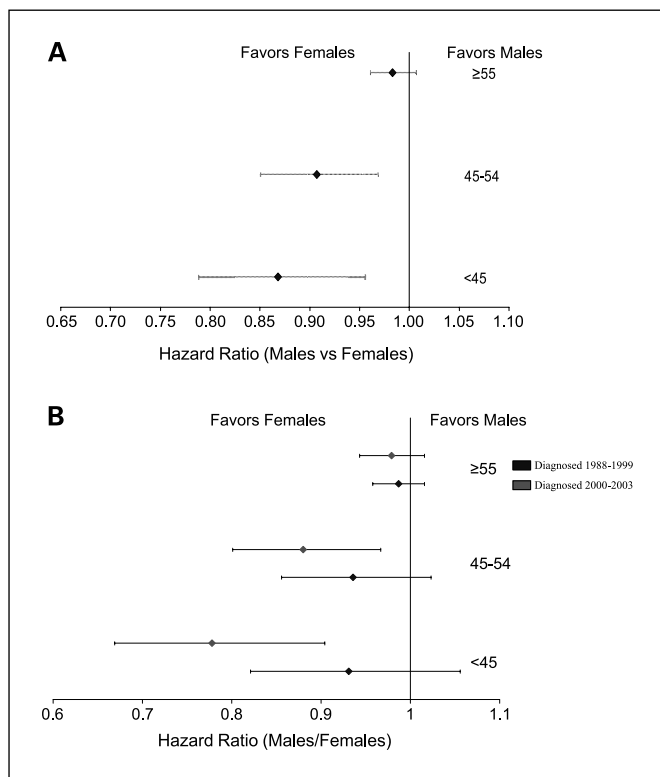 A
Favors Females Favors Males
≥55
45-54
<45
0.65 0.70 0.75 0.80 0.85 0.90 0.95 1.00 1.05 1.10
Hazard Ratio (Males vs Females)
B
Favors Females Favors Males
≥55
Diagnosed 1988-1999
Diagnosed 2000-2003
45-54
<45
0.6 0.7 0.8 0.9 1 1.1
Hazard Ratio (Males/Females)